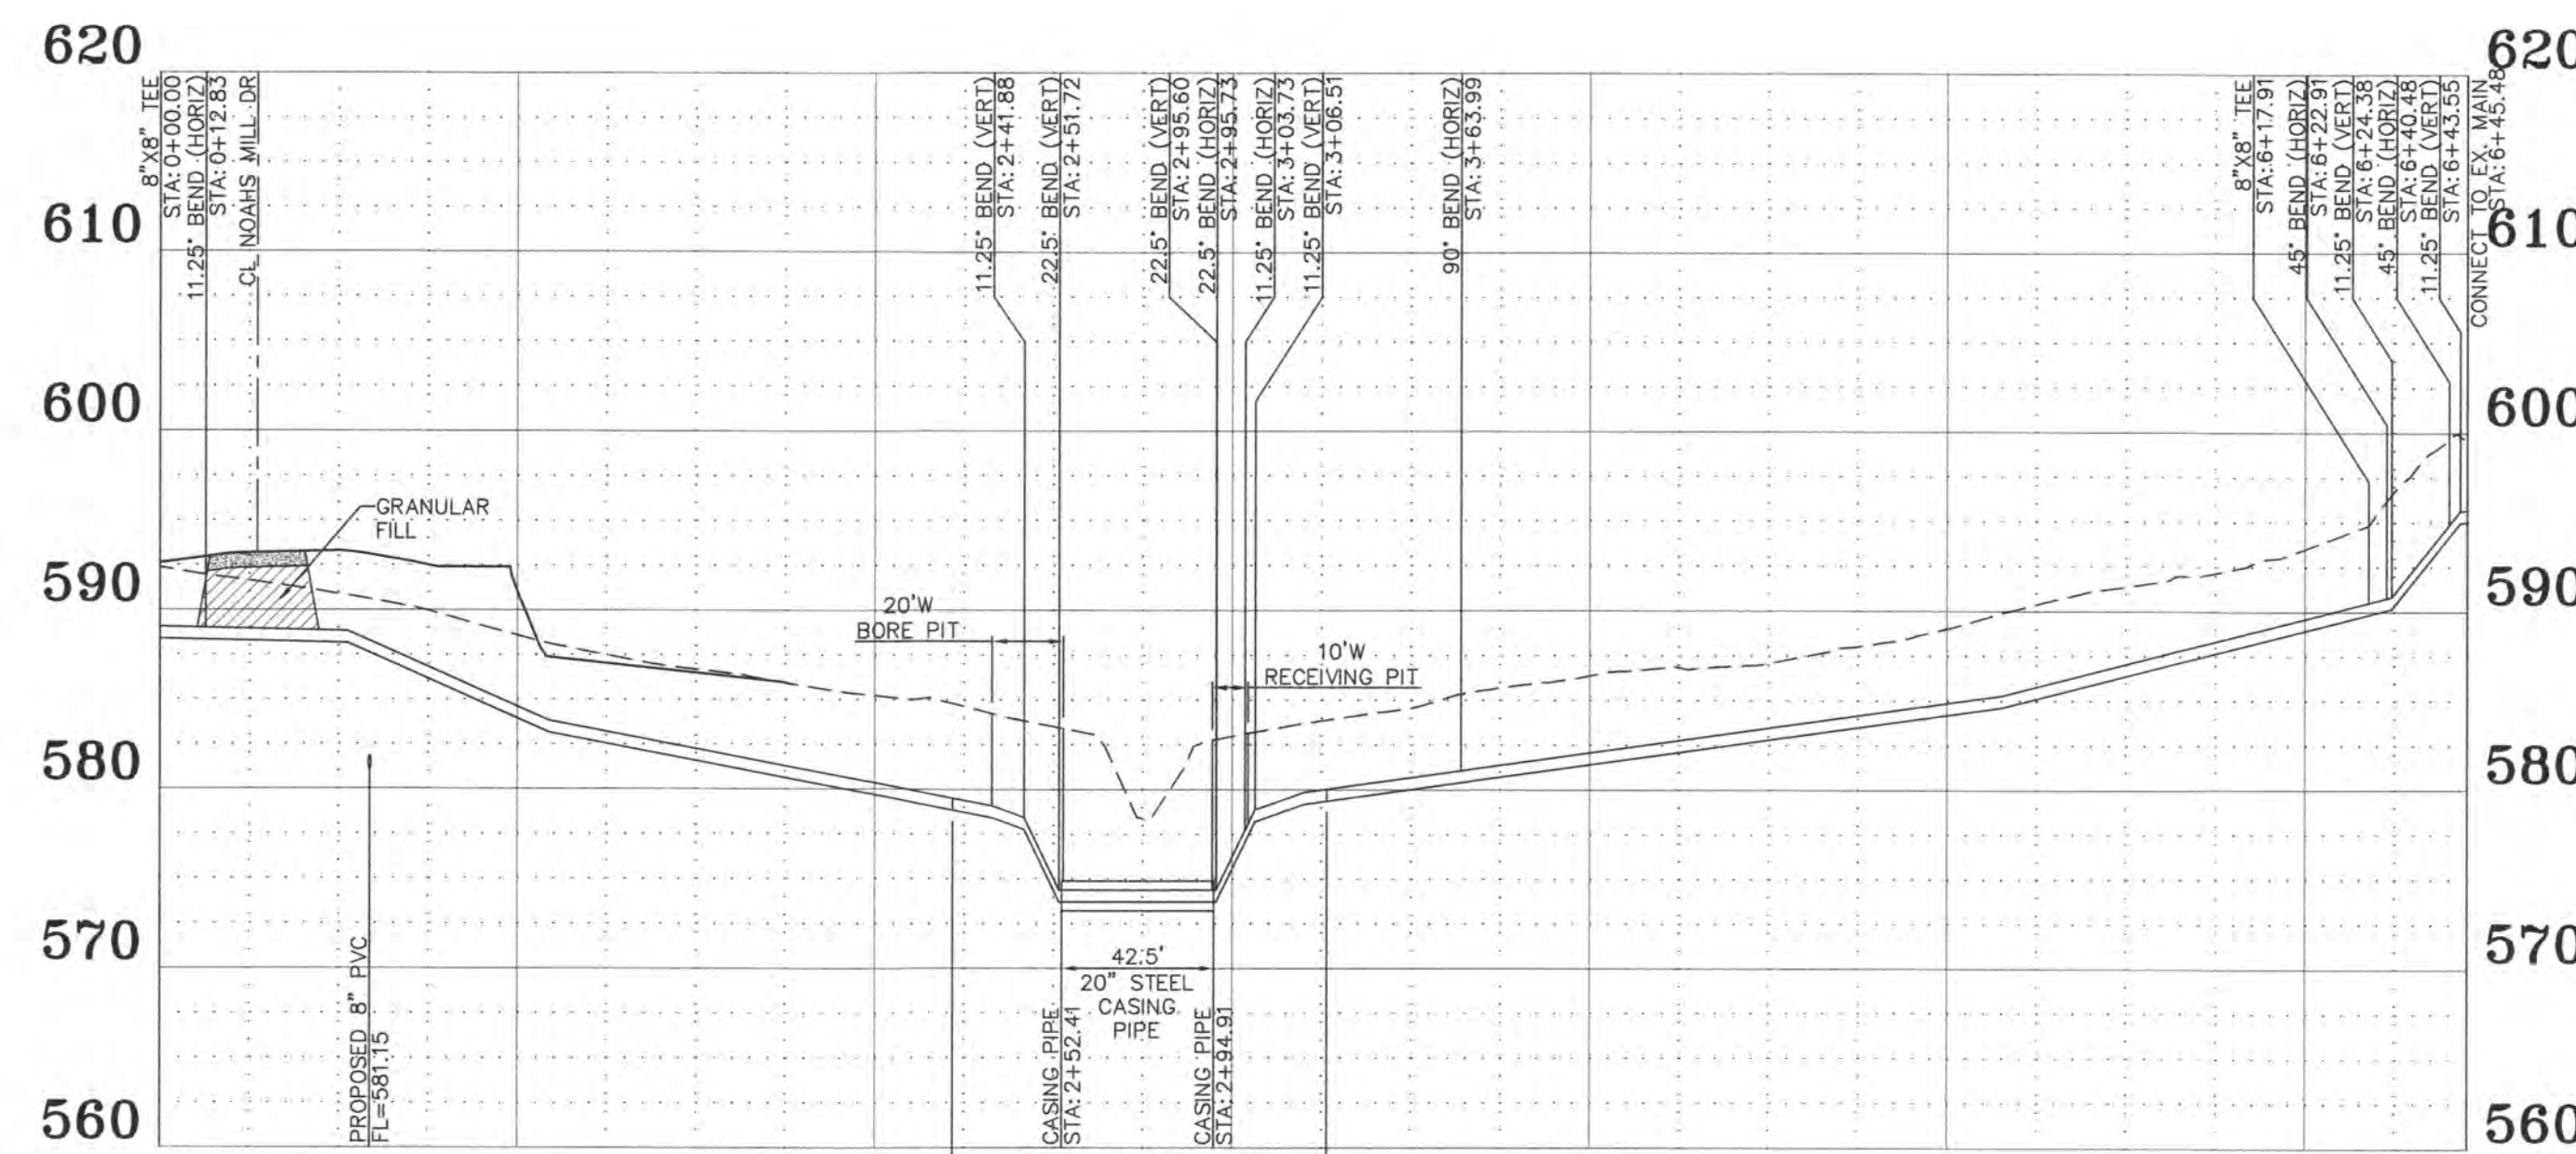 620
610
600
590
580
570
560
8"X8" TEE
STA: 0+00.00
11.25° BEND (HORIZ)
STA: 0+12.83
CL NOAHS MILL DR
11.25° BEND (VERT)
STA: 2+41.88
22.5° BEND (VERT)
STA: 2+51.72
22.5° BEND (VERT)
STA: 2+95.60
22.5° BEND (HORIZ)
STA: 2+95.73
11.25° BEND (HORIZ)
STA: 3+03.73
11.25° BEND (VERT)
STA: 3+06.51
90° BEND (HORIZ)
STA: 3+63.99
8"X8" TEE
STA: 6+17.91
45° BEND (HORIZ)
STA: 6+22.91
11.25° BEND (VERT)
STA: 6+24.38
45° BEND (HORIZ)
STA: 6+40.48
11.25° BEND (VERT)
STA: 6+43.55
CONNECT TO EX. MAIN
STA: 6+45.48
GRANULAR
FILL
20'W
BORE PIT
10'W
RECEIVING PIT
PROPOSED 8" PVC
FL=581.15
CASING PIPE
STA: 2+52.41
42.5'
20" STEEL
CASING
PIPE
CASING PIPE
STA: 2+94.91
620
610
600
590
580
570
560